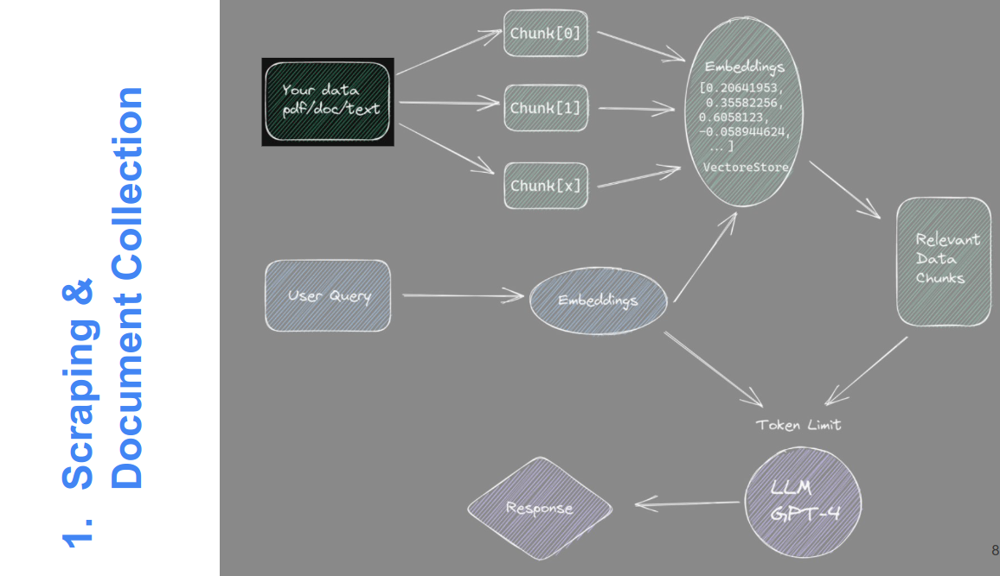 1. Scraping &
Document Collection
Your data
pdf/doc/text
Chunk[0]
Chunk[1]
Chunk[x]
Embeddings
[0.20641953,
0.35582256,
0.6058123,
-0.058944624,
... ]
VectoreStore
User Query
Embeddings
Relevant
Data
Chunks
Token Limit
LLM
GPT-4
Response
8